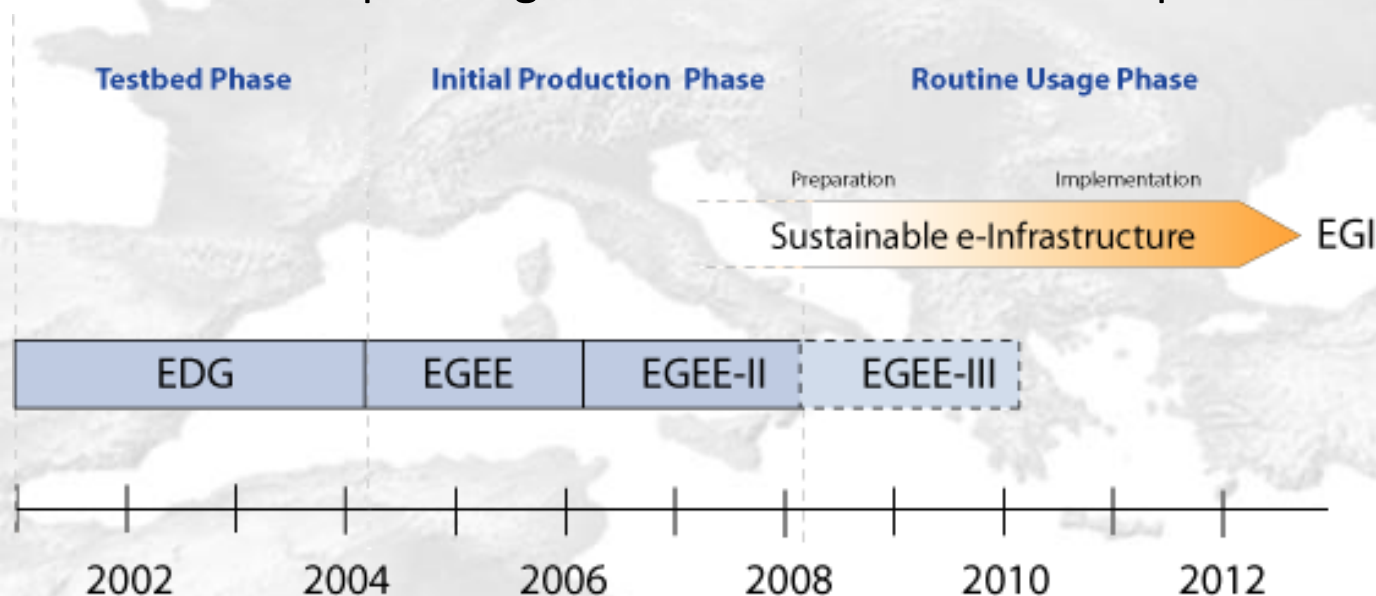 Testbed Phase
Initial Production Phase
Routine Usage Phase
Preparation
Implementation
Sustainable e-Infrastructure
EGI
EDG
EGEE
EGEE-II
EGEE-III
2002
2004
2006
2008
2010
2012